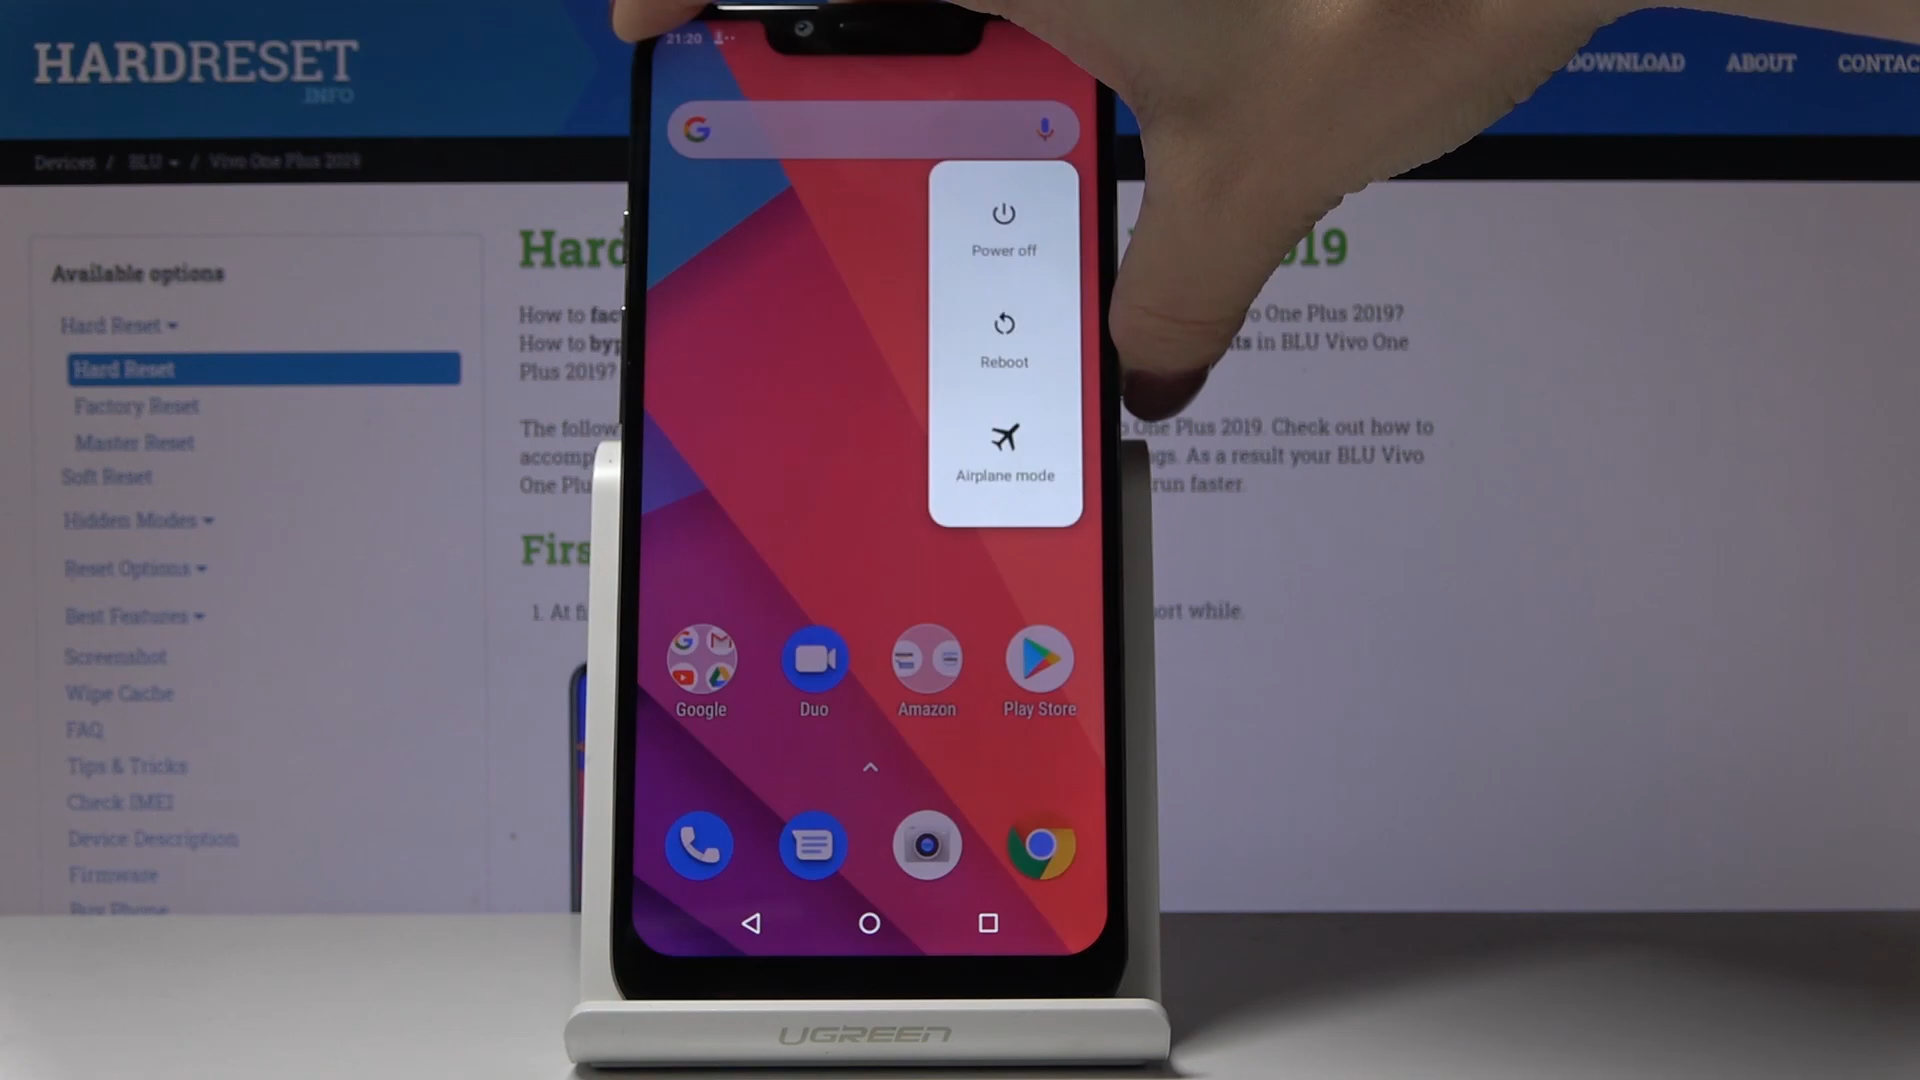 HARDRESET
.INFO
DOWNLOAD ABOUT CONTAC
Devices / BLU / Vivo One Plus 2019
Available options
Hard Reset
Hard Reset
Factory Reset
Master Reset
Soft Reset
Hidden Modes
Reset Options
Best Features
Screenshot
Wipe Cache
FAQ
Tips & Tricks
Check IMEI
Device Description
Firmware
Buy Phone
Hard
19
How to fac
o One Plus 2019?
How to byp
ts in BLU Vivo One
Plus 2019?
The follow
One Plus 2019. Check out how to
accomp
gs. As a result your BLU Vivo
One Plu
run faster.
Firs
1. At fi
ort while.
21:20
Power off
Reboot
Airplane mode
Google Duo Amazon Play Store
UGREEN